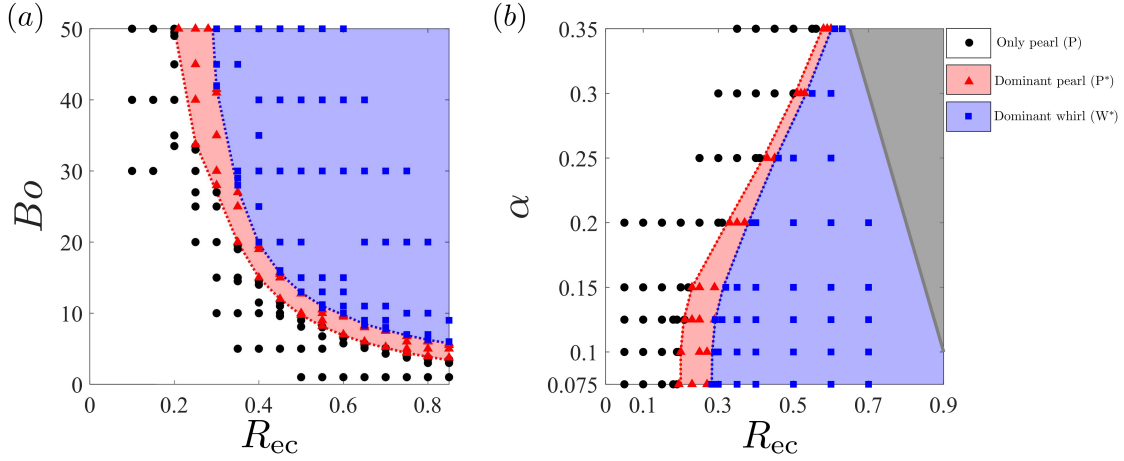 (a)
50
40
30
20
10
0
Bo
0
0.2
0.4
0.6
0.8
R_ec
(b)
0.35
0.3
0.25
0.2
0.15
0.1
0.075
α
0
0.1
0.3
0.5
0.7
0.9
R_ec
Only pearl (P)
Dominant pearl (P*)
Dominant whirl (W*)